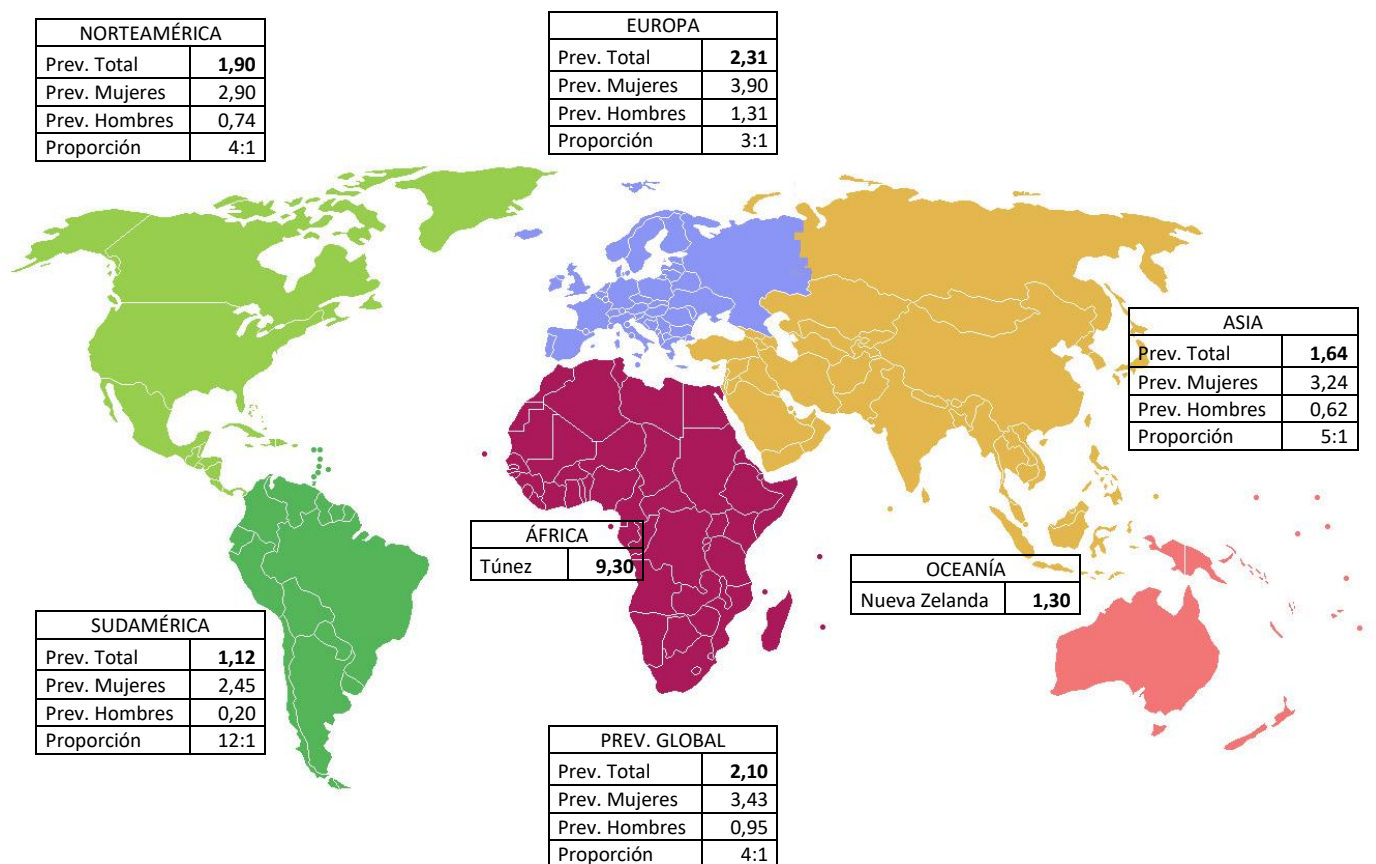 NORTEAMÉRICA
Prev. Total 1,90
Prev. Mujeres 2,90
Prev. Hombres 0,74
Proporción 4:1
EUROPA
Prev. Total 2,31
Prev. Mujeres 3,90
Prev. Hombres 1,31
Proporción 3:1
ASIA
Prev. Total 1,64
Prev. Mujeres 3,24
Prev. Hombres 0,62
Proporción 5:1
ÁFRICA
Túnez 9,30
OCEANÍA
Nueva Zelanda 1,30
SUDAMÉRICA
Prev. Total 1,12
Prev. Mujeres 2,45
Prev. Hombres 0,20
Proporción 12:1
PREV. GLOBAL
Prev. Total 2,10
Prev. Mujeres 3,43
Prev. Hombres 0,95
Proporción 4:1